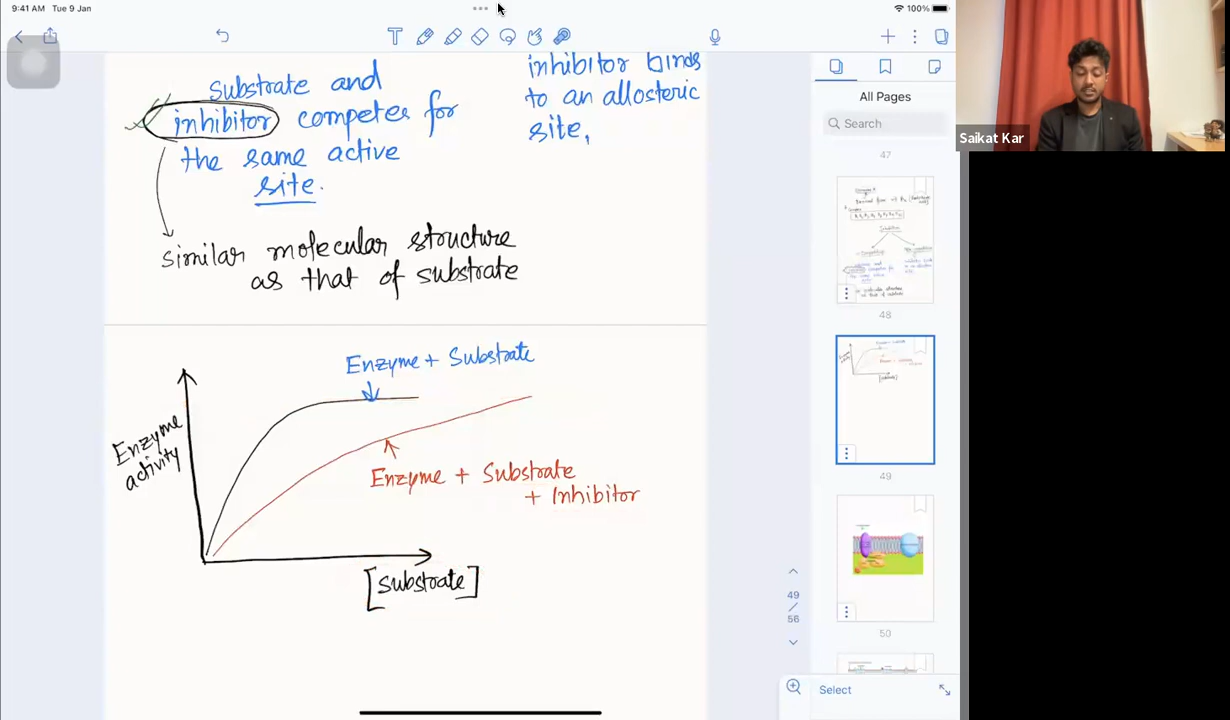 9:41 AM Tue 9 Jan
100%
substrate and
inhibitor competes for
the same active
site.
inhibitor binds
to an allosteric
site,
similar molecular structure
as that of substrate
Enzyme + Substrate
Enzyme
activity
Enzyme + Substrate
+ Inhibitor
[substrate]
All Pages
Search
47
48
49
50
49
/
56
Select
Saikat Kar